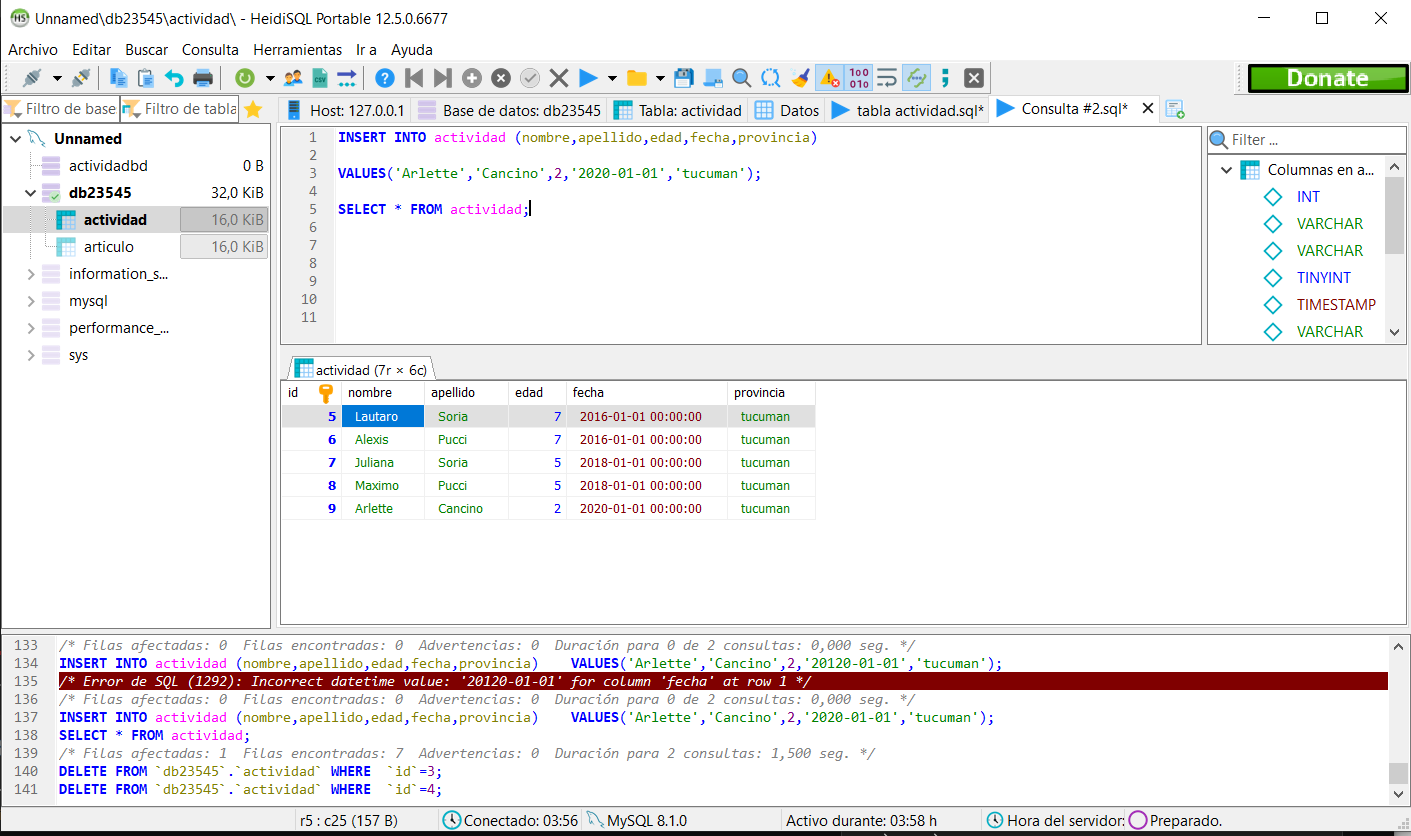 Unnamed\db23545\actividad\ - HeidiSQL Portable 12.5.0.6677
Archivo Editar Buscar Consulta Herramientas Ir a Ayuda
Donate
Filtro de base Filtro de tabla Host: 127.0.0.1 Base de datos: db23545 Tabla: actividad Datos tabla actividad.sql* Consulta #2.sql*
Unnamed
actividadbd 0 B
db23545 32,0 KiB
actividad 16,0 KiB
articulo 16,0 KiB
information_s...
mysql
performance_...
sys
1 INSERT INTO actividad (nombre,apellido,edad,fecha,provincia)
2
3 VALUES('Arlette','Cancino',2,'2020-01-01','tucuman');
4
5 SELECT * FROM actividad;
6
7
8
9
10
11
Filter ...
Columnas en a...
INT
VARCHAR
VARCHAR
TINYINT
TIMESTAMP
VARCHAR
actividad (7r × 6c)
id nombre apellido edad fecha provincia
5 Lautaro Soria 7 2016-01-01 00:00:00 tucuman
6 Alexis Pucci 7 2016-01-01 00:00:00 tucuman
7 Juliana Soria 5 2018-01-01 00:00:00 tucuman
8 Maximo Pucci 5 2018-01-01 00:00:00 tucuman
9 Arlette Cancino 2 2020-01-01 00:00:00 tucuman
133 /* Filas afectadas: 0 Filas encontradas: 0 Advertencias: 0 Duración para 0 de 2 consultas: 0,000 seg. */
134 INSERT INTO actividad (nombre,apellido,edad,fecha,provincia) VALUES('Arlette','Cancino',2,'20120-01-01','tucuman');
135 /* Error de SQL (1292): Incorrect datetime value: '20120-01-01' for column 'fecha' at row 1 */
136 /* Filas afectadas: 0 Filas encontradas: 0 Advertencias: 0 Duración para 0 de 2 consultas: 0,000 seg. */
137 INSERT INTO actividad (nombre,apellido,edad,fecha,provincia) VALUES('Arlette','Cancino',2,'2020-01-01','tucuman');
138 SELECT * FROM actividad;
139 /* Filas afectadas: 1 Filas encontradas: 7 Advertencias: 0 Duración para 2 consultas: 1,500 seg. */
140 DELETE FROM `db23545`.`actividad` WHERE `id`=3;
141 DELETE FROM `db23545`.`actividad` WHERE `id`=4;
r5 : c25 (157 B) Conectado: 03:56 MySQL 8.1.0 Activo durante: 03:58 h Hora del servidor: Preparado.